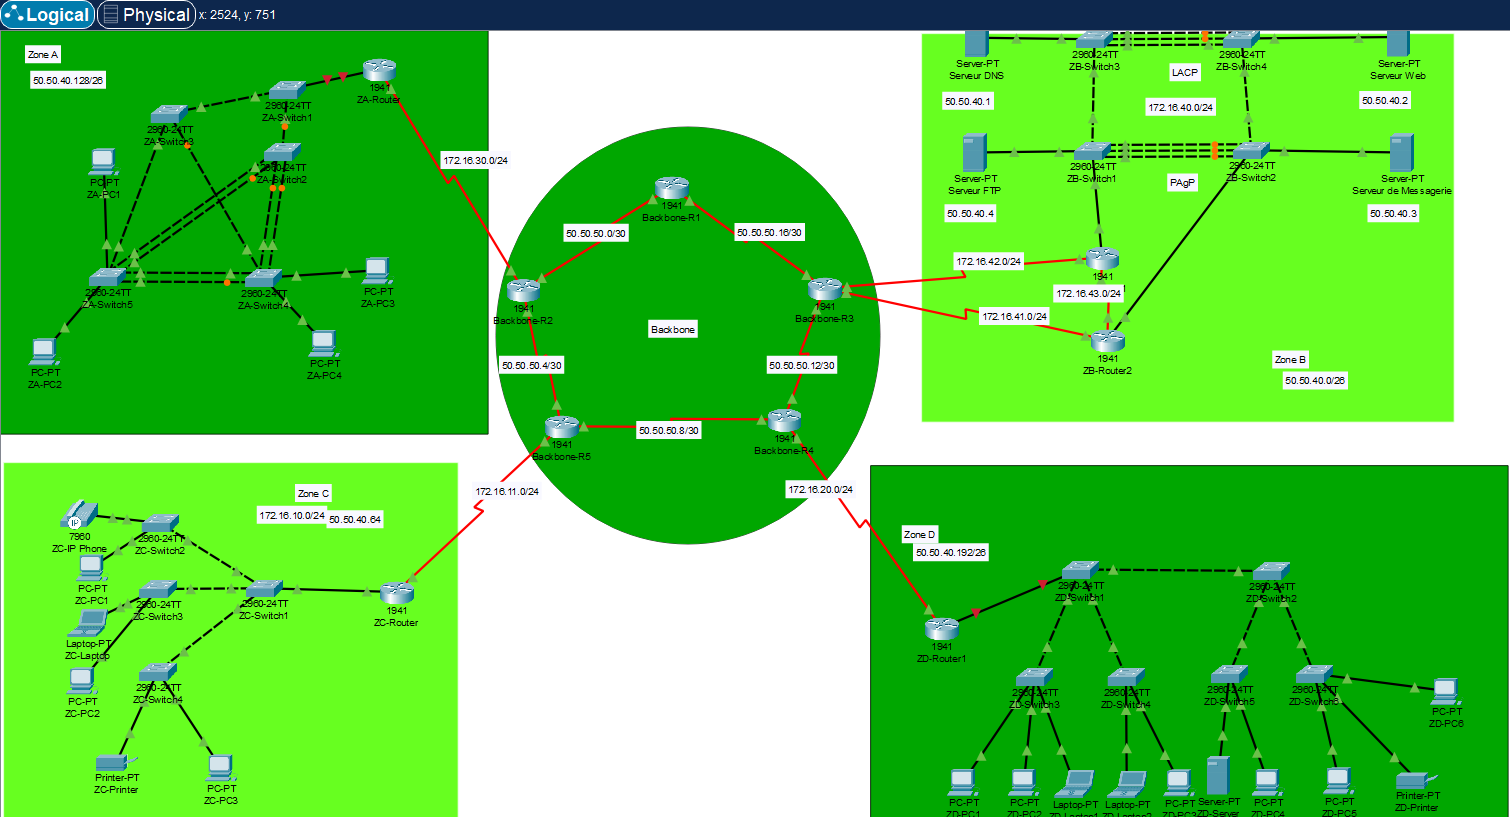 Logical
Physical
x: 2524, y: 751
Zone A
50.50.40.128/26
1941
ZA-Router
2960-24TT
ZA-Switch1
2960-24TT
ZA-Switch3
2960-24TT
ZA-Switch2
PC-PT
ZA-PC1
2960-24TT
ZA-Switch5
2960-24TT
ZA-Switch4
PC-PT
ZA-PC3
PC-PT
ZA-PC2
PC-PT
ZA-PC4
172.16.30.0/24
1941
Backbone-R1
50.50.50.0/30
50.50.50.16/30
1941
Backbone-R2
1941
Backbone-R3
Backbone
50.50.50.4/30
50.50.50.12/30
50.50.50.8/30
1941
Backbone-R5
1941
Backbone-R4
172.16.11.0/24
172.16.20.0/24
Server-PT
Serveur DNS
2960-24TT
ZB-Switch3
2960-24TT
ZB-Switch4
Server-PT
Serveur Web
LACP
50.50.40.1
172.16.40.0/24
50.50.40.2
Server-PT
Serveur FTP
2960-24TT
ZB-Switch1
2960-24TT
ZB-Switch2
Server-PT
Serveur de Messagerie
PAgP
50.50.40.4
50.50.40.3
172.16.42.0/24
1941
172.16.43.0/24
172.16.41.0/24
1941
ZB-Router2
Zone B
50.50.40.0/26
Zone C
172.16.10.0/24
50.50.40.64
7960
ZC-IP Phone
IP
2960-24TT
ZC-Switch2
PC-PT
ZC-PC1
2960-24TT
ZC-Switch3
2960-24TT
ZC-Switch1
1941
ZC-Router
Laptop-PT
ZC-Laptop
PC-PT
ZC-PC2
2960-24TT
ZC-Switch4
Printer-PT
ZC-Printer
PC-PT
ZC-PC3
Zone D
50.50.40.192/26
2960-24TT
ZD-Switch1
2960-24TT
ZD-Switch2
1941
ZD-Router1
2960-24TT
ZD-Switch3
2960-24TT
ZD-Switch4
2960-24TT
ZD-Switch5
2960-24TT
PC-PT
ZD-PC6
PC-PT
ZD-PC1
PC-PT
ZD-PC2
Laptop-PT
ZD-Laptop1
Laptop-PT
ZD-Laptop2
PC-PT
Server-PT
ZD-Server
PC-PT
ZD-PC4
PC-PT
ZD-PC5
Printer-PT
ZD-Printer